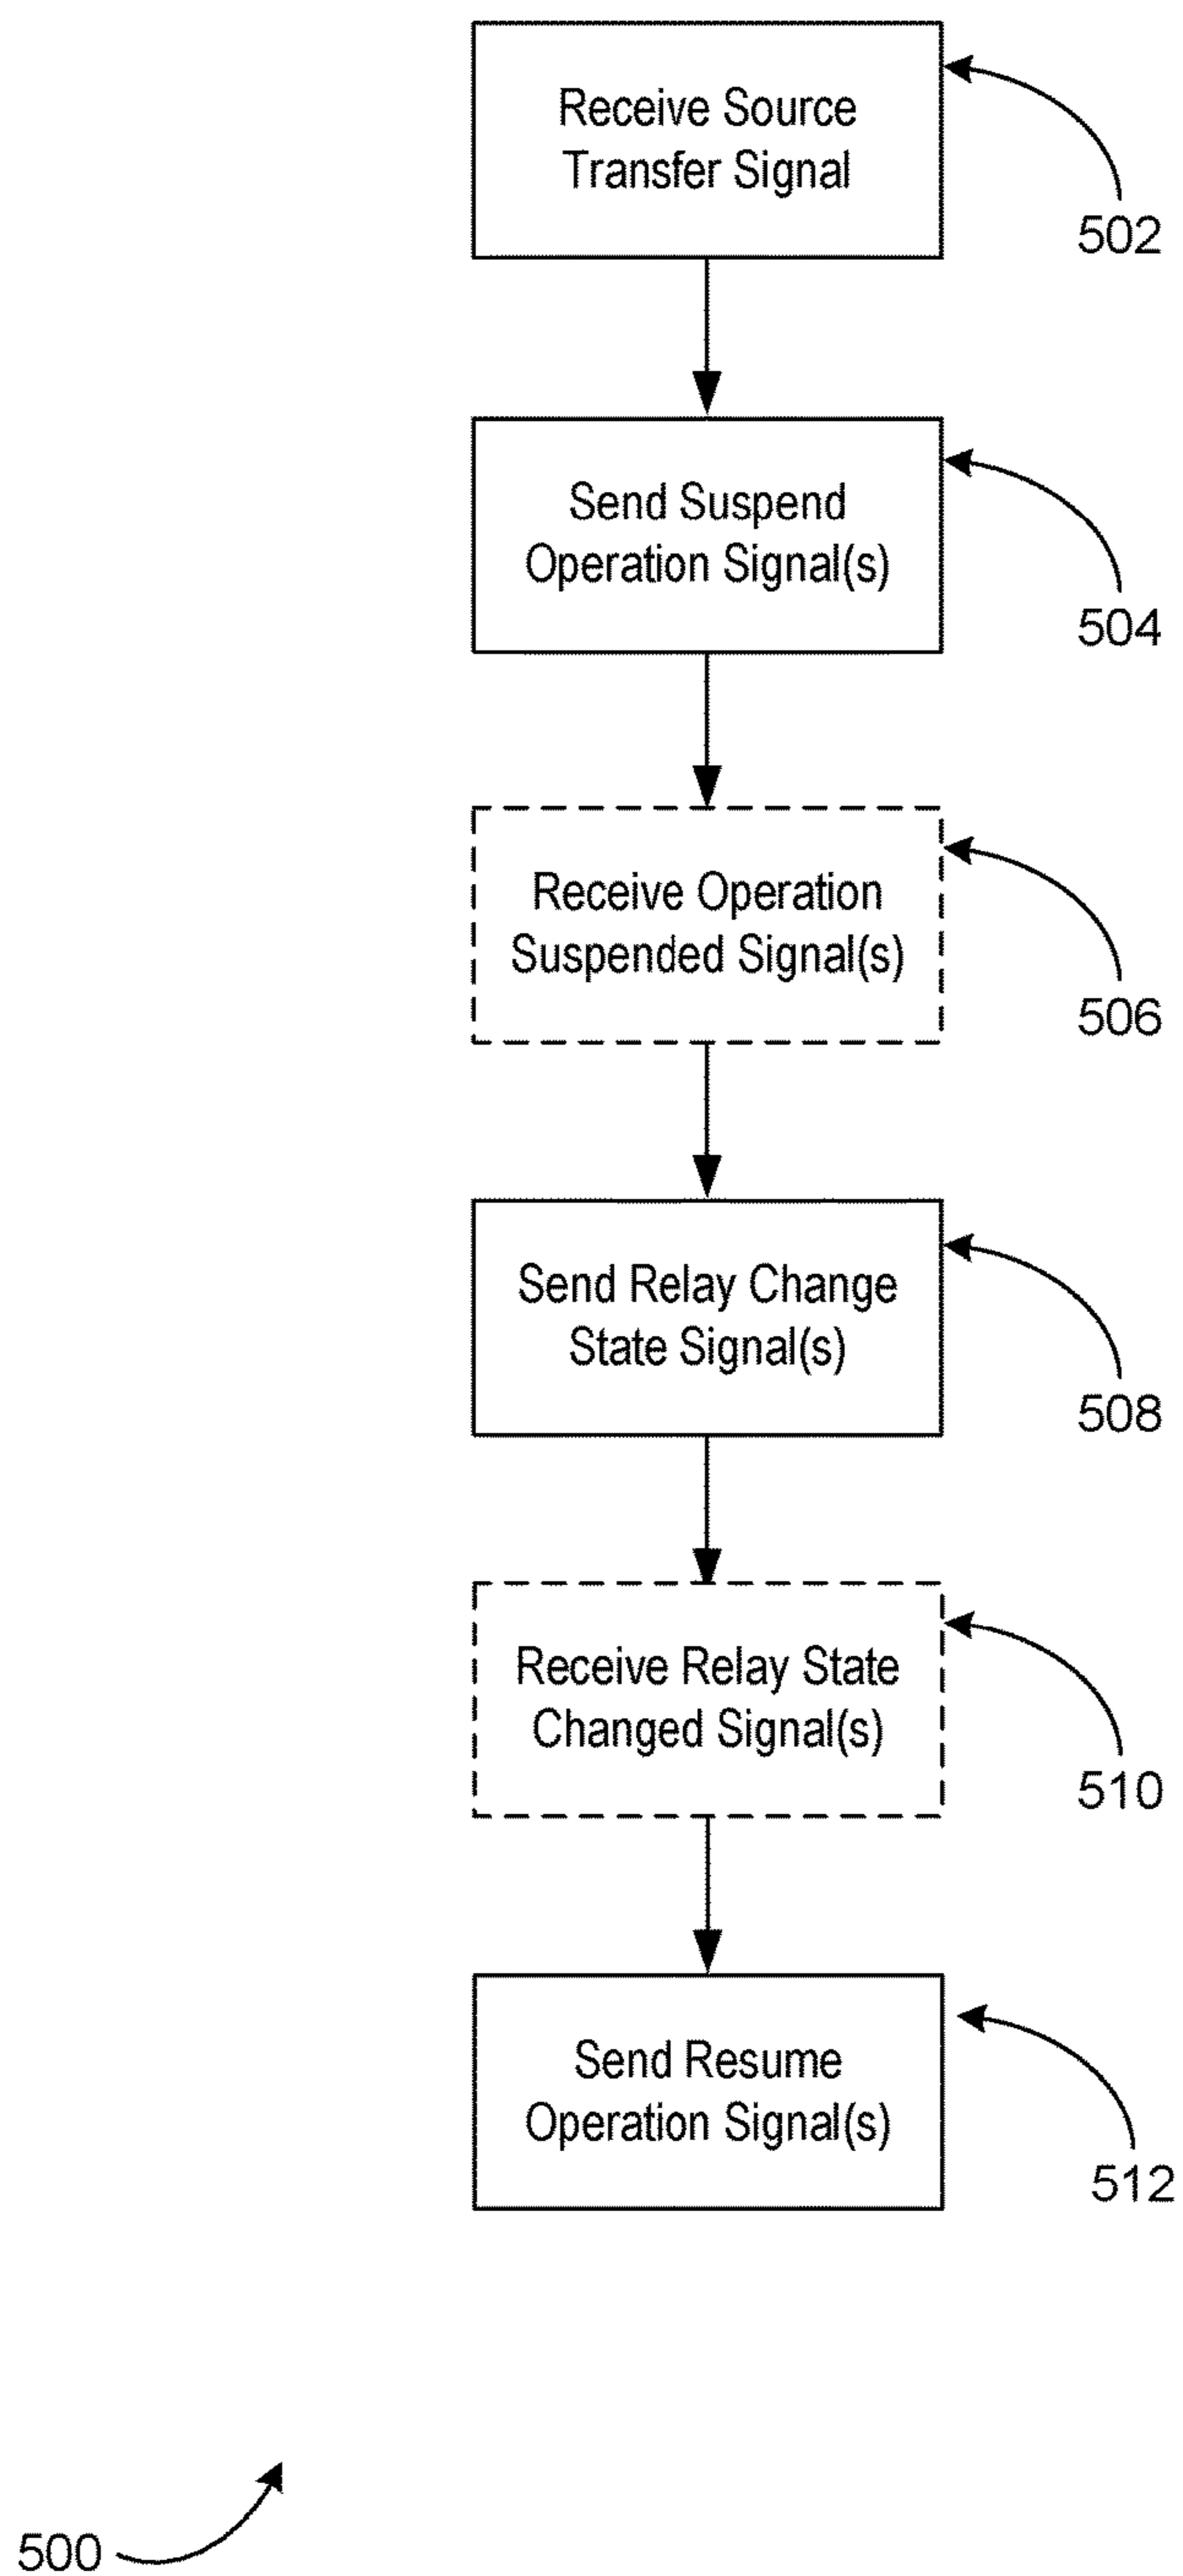 Receive Source
Transfer Signal
502
Send Suspend
Operation Signal(s)
504
Receive Operation
Suspended Signal(s)
506
Send Relay Change
State Signal(s)
508
Receive Relay State
Changed Signal(s)
510
Send Resume
Operation Signal(s)
512
500